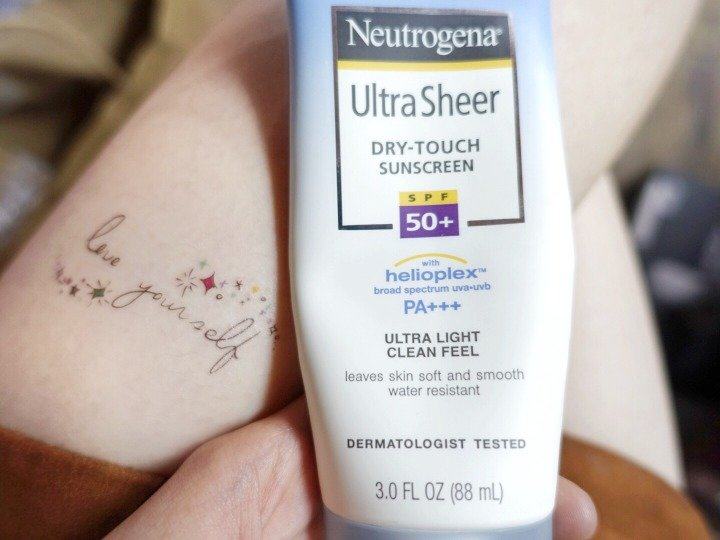 Neutrogena®
Ultra Sheer
DRY-TOUCH
SUNSCREEN
SPF
50+
with
helioplex™
broad spectrum uva•uvb
PA+++
ULTRA LIGHT
CLEAN FEEL
leaves skin soft and smooth
water resistant
DERMATOLOGIST TESTED
3.0 FL OZ (88 mL)
love
yourself